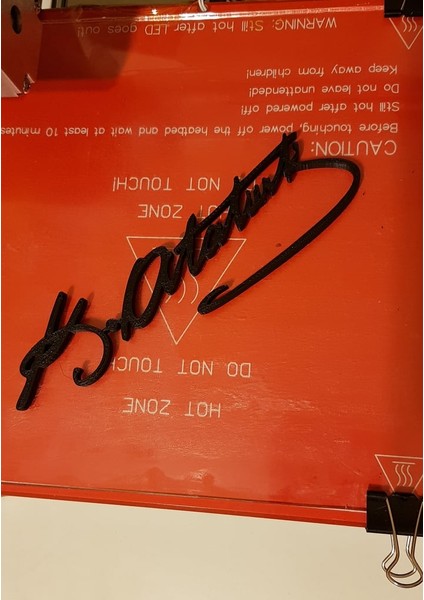 K. Atatürk
HOT ZONE
DO NOT TOUCH
HOT ZONE
NOT TOUCH!
CAUTION:
Before touching, power off the heatbed and wait at least 10 minutes
Still hot after powered off!
Do not leave unattended!
Keep away from children!
WARNING: Still hot after LED goes out!